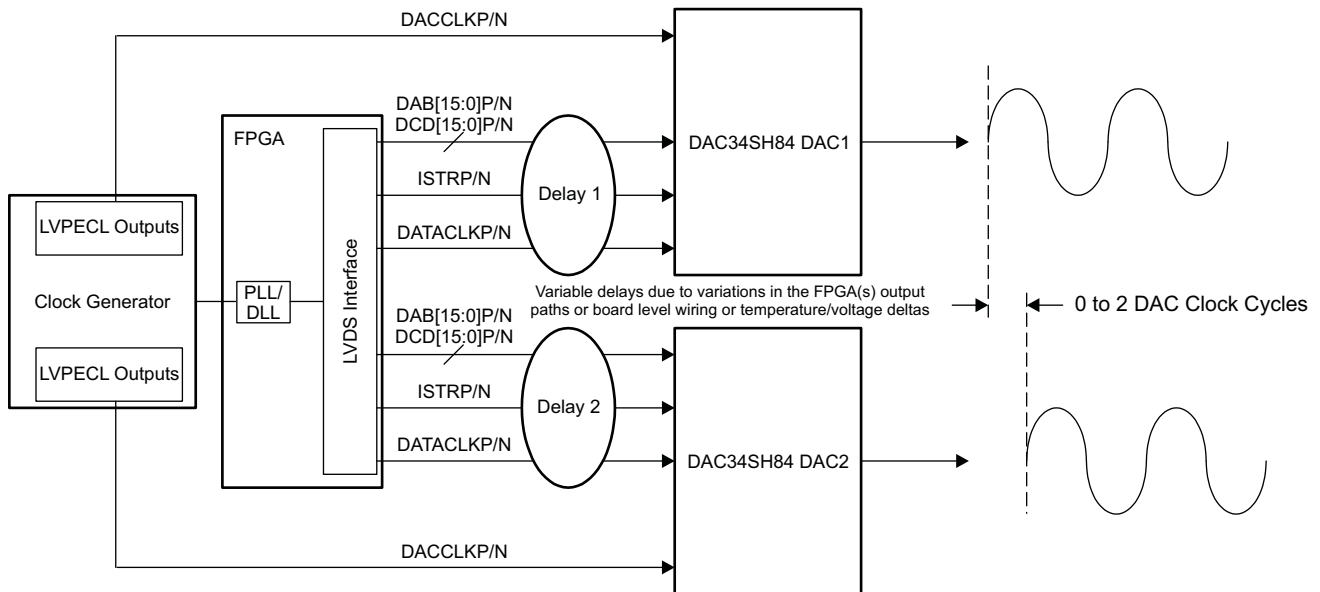 DACCLKP/N
DAB[15:0]P/N
DCD[15:0]P/N
FPGA
DAC34SH84 DAC1
ISTRP/N
Delay 1
LVPECL Outputs
DATACLKP/N
LVDS Interface
Clock Generator
PLL/
DLL
Variable delays due to variations in the FPGA(s) output
paths or board level wiring or temperature/voltage deltas
0 to 2 DAC Clock Cycles
DAB[15:0]P/N
DCD[15:0]P/N
LVPECL Outputs
ISTRP/N
Delay 2
DATACLKP/N
DAC34SH84 DAC2
DACCLKP/N